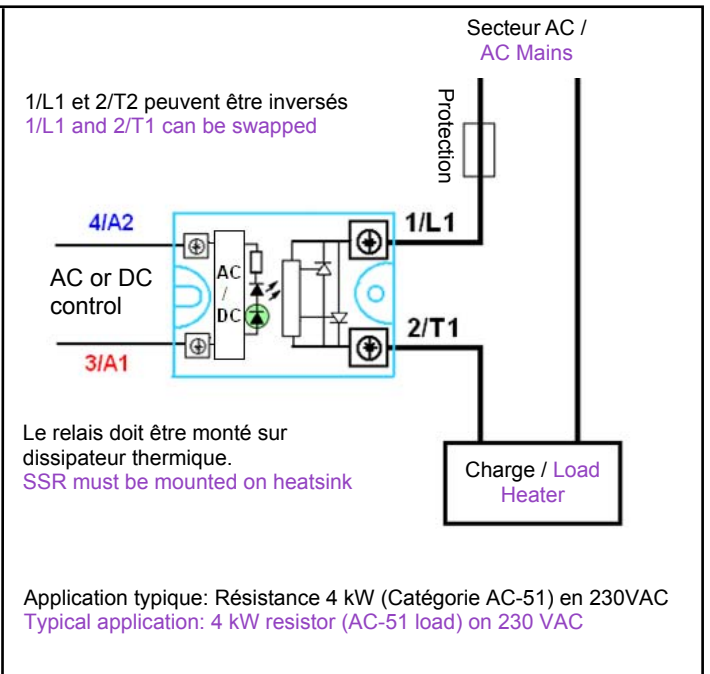 Secteur AC /
AC Mains
1/L1 et 2/T2 peuvent être inversés
1/L1 and 2/T1 can be swapped
Protection
4/A2
1/L1
AC or DC
control
AC
/
DC
3/A1
2/T1
Le relais doit être monté sur
dissipateur thermique.
SSR must be mounted on heatsink
Charge / Load
Heater
Application typique: Résistance 4 kW (Catégorie AC-51) en 230VAC
Typical application: 4 kW resistor (AC-51 load) on 230 VAC